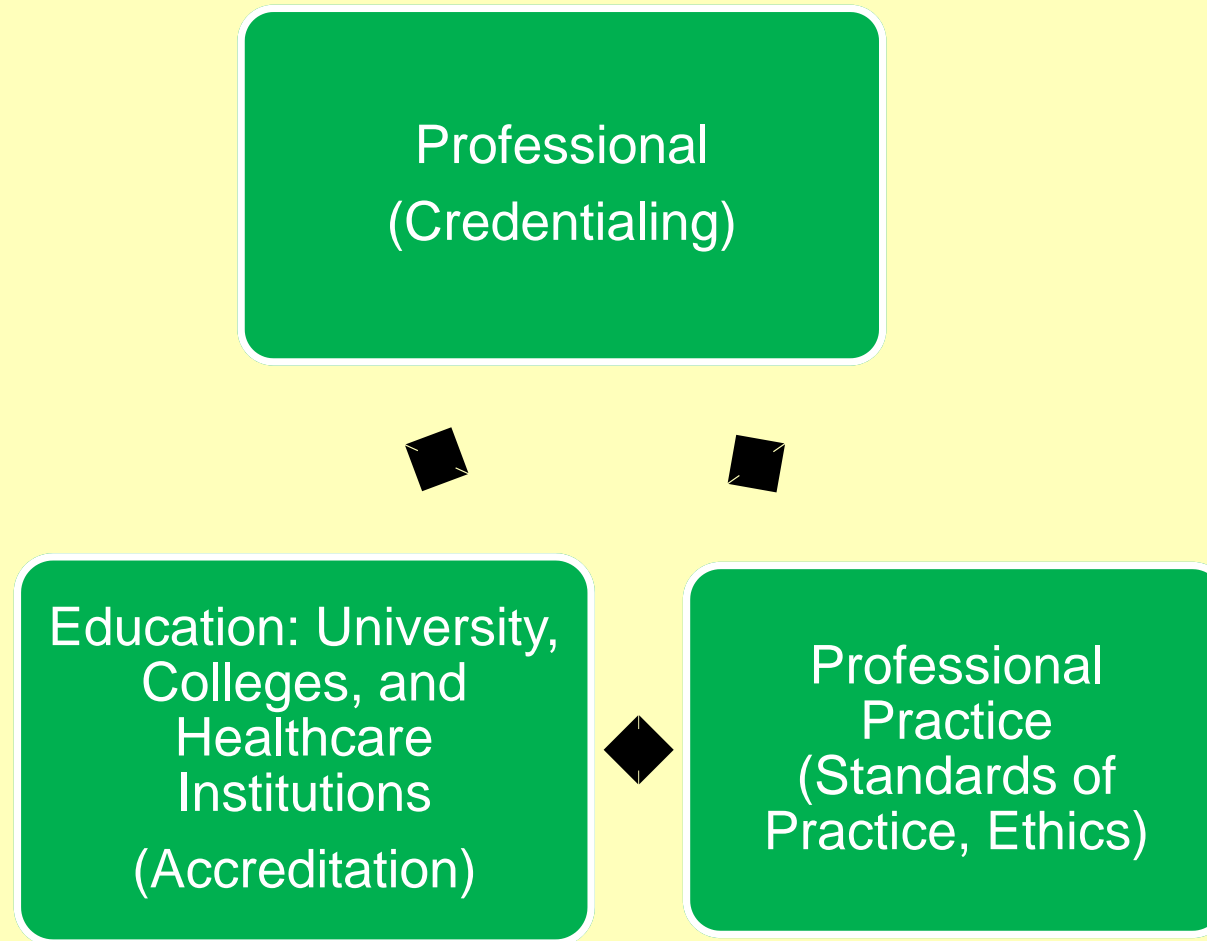 Professional
(Credentialing)
Education: University,
Colleges, and
Healthcare
Institutions
(Accreditation)
Professional
Practice
(Standards of
Practice, Ethics)